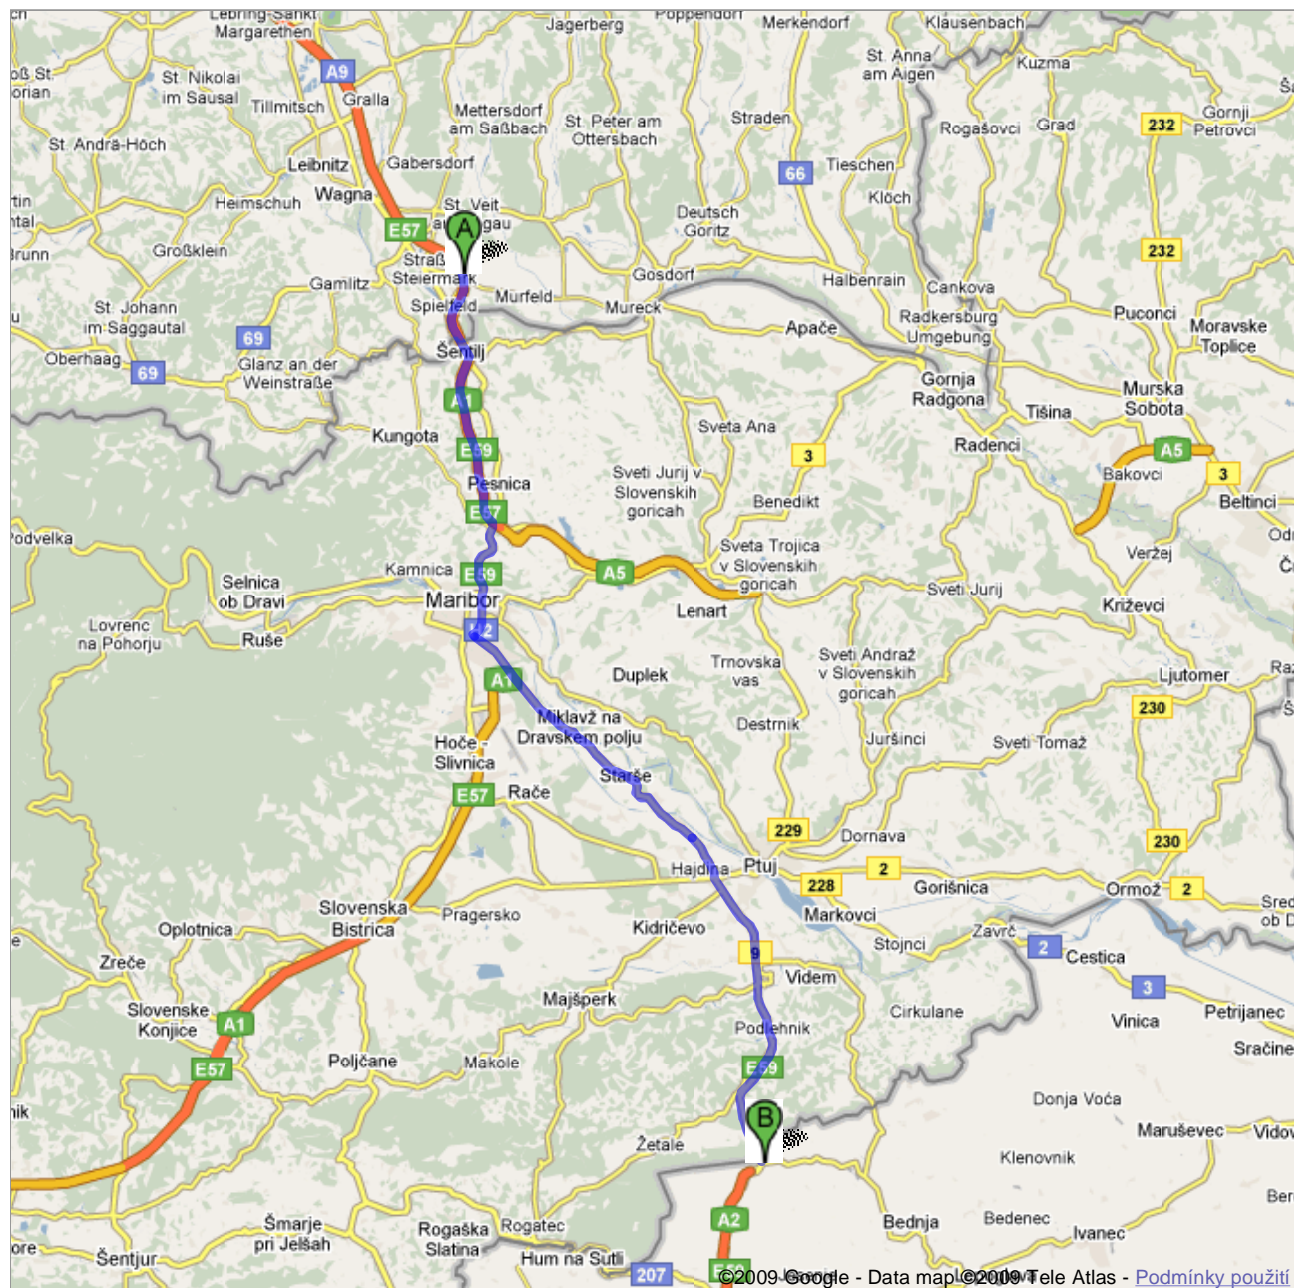 Lebring-Sankt
Margarethen
Jagerberg
Poppendorf
Merkendorf
Klausenbach
St. Anna
am Aigen
Kuzma
A9
St. Nikolai
im Sausal
Tillmitsch
Gralla
Mettersdorf
am Saßbach
St. Peter am
Ottersbach
Straden
Rogašovci
Grad
232
Gornji
Petrovci
St. Andrä-Höch
Leibnitz
Gabersdorf
66
Tieschen
Klöch
Wagna
Heimschuh
St. Veit
Deutsch
Goritz
Großklein
E57
A
232
Steiermark
Gosdorf
Halbenrain
Cankova
Gamlitz
Spielfeld
Murfeld
Mureck
St. Johann
im Saggautal
Apače
Radkersburg
Umgebung
Puconci
Moravske
Toplice
69
Oberhaag
69
Glanz an der
Weinstraße
Šentilj
Gornja
Radgona
Murska
Sobota
A1
Tišina
Kungota
Sveta Ana
Radenci
E59
3
A5
Bakovci
3
Pesnica
Sveti Jurij v
Slovenskih
goricah
Benedikt
Beltinci
E57
Podvelka
Sveta Trojica
v Slovenskih
goricah
Veržej
Kamnica
E59
A5
Selnica
ob Dravi
Maribor
Lenart
Sveti Jurij
Križevci
Lovrenc
na Pohorju
Ruše
H2
Duplek
Trnovska
vas
Sveti Andraž
v Slovenskih
goricah
Ljutomer
A1
230
Miklavž na
Dravskem polju
Destrnik
Juršinci
Sveti Tomaž
Hoče -
Slivnica
Starše
E57
Rače
229
Dornava
230
Hajdina
Ptuj
2
228
Gorišnica
Ormož
2
Slovenska
Bistrica
Pragersko
Markovci
Oplotnica
Kidričevo
Stojnci
Zavrč
2
Cestica
Zreče
9
Videm
3
Majšperk
Slovenske
Konjice
A1
Cirkulane
Vinica
Petrijanec
Podlehnik
Sračine
E57
Poljčane
Makole
E59
Donja Voća
B
Maruševec
Žetale
Klenovnik
A2
Šmarje
pri Jelšah
Rogaška
Slatina
Rogatec
Bednja
Bedenec
Ivanec
Šentjur
Hum na Sutli
207
E59
©2009 Google - Data map ©2009 Tele Atlas - Podmínky použití